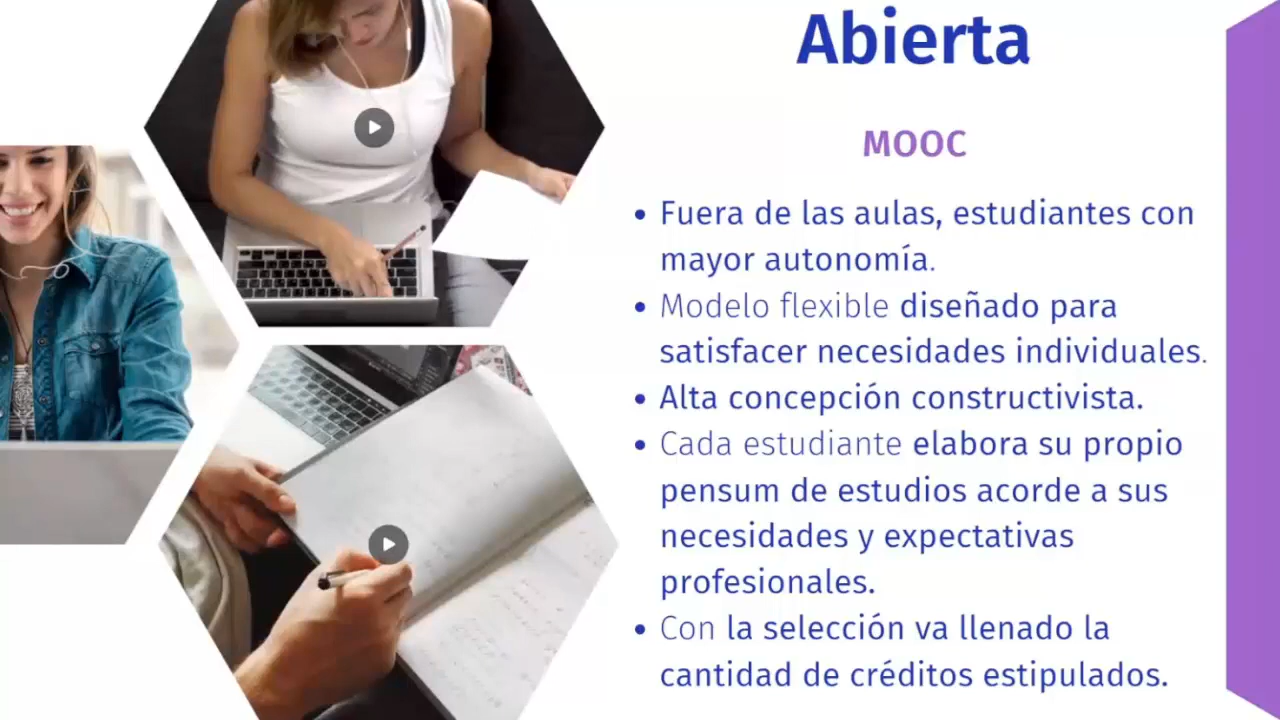 Abierta
MOOC
• Fuera de las aulas, estudiantes con
mayor autonomía.
• Modelo flexible diseñado para
satisfacer necesidades individuales.
• Alta concepción constructivista.
• Cada estudiante elabora su propio
pensum de estudios acorde a sus
necesidades y expectativas
profesionales.
• Con la selección va llenado la
cantidad de créditos estipulados.